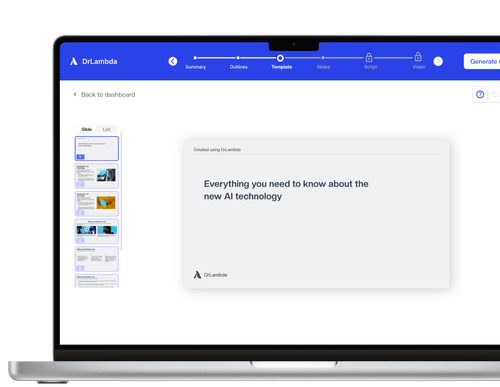 DrLambda
Summary
Outlines
Template
Slides
Script
Video
Generate
Back to dashboard
Slide
List
Created using DrLambda
Everything you need to know about the
new AI technology
DrLambda